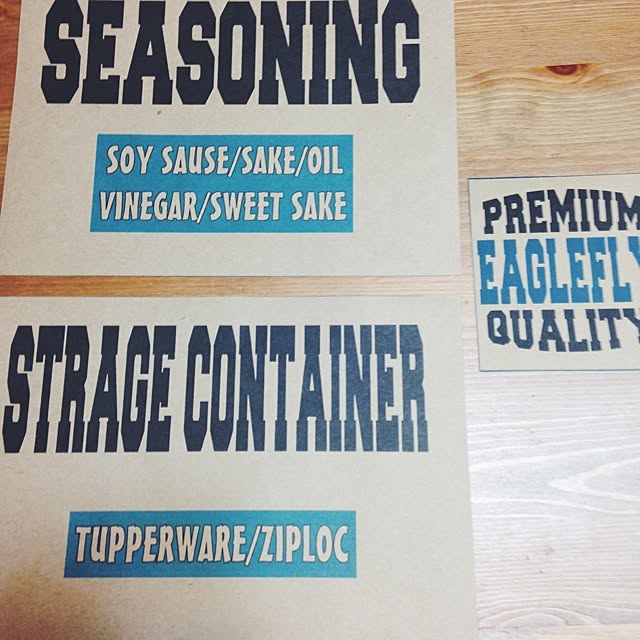 SEASONING
SOY SAUSE/SAKE/OIL
VINEGAR/SWEET SAKE
STRAGE CONTAINER
TUPPERWARE/ZIPLOC
PREMIUM
EAGLEFLY
QUALITY